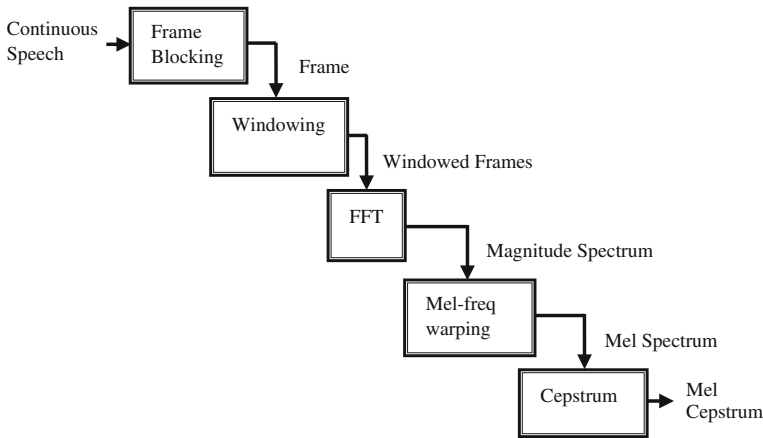 Continuous
Speech
Frame
Blocking
Frame
Windowing
Windowed Frames
FFT
Magnitude Spectrum
Mel-freq
warping
Mel Spectrum
Cepstrum
Mel
Cepstrum